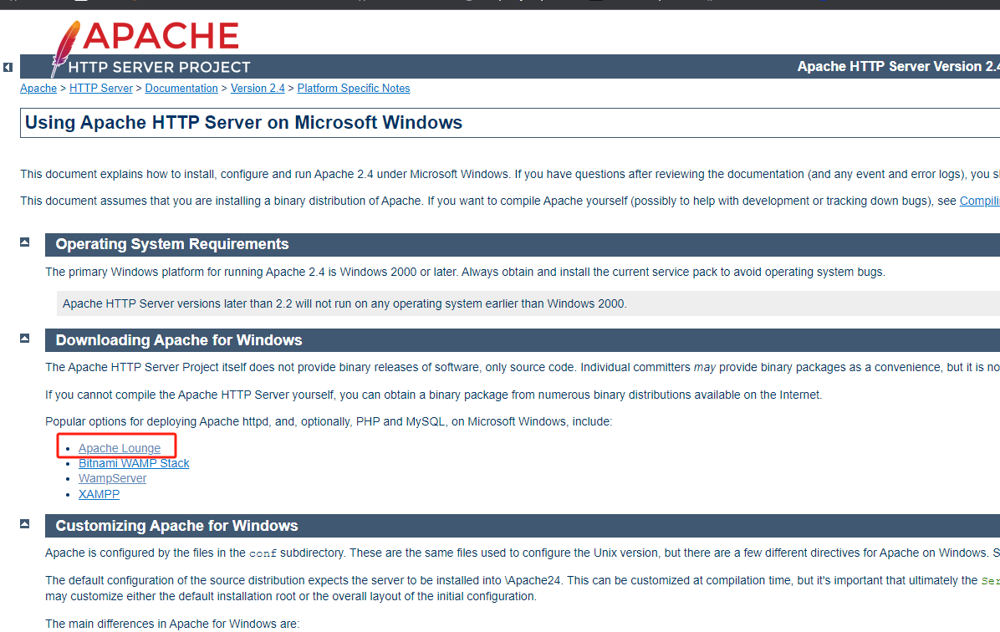 APACHE
HTTP SERVER PROJECT
Apache HTTP Server Version 2.4
Apache > HTTP Server > Documentation > Version 2.4 > Platform Specific Notes
Using Apache HTTP Server on Microsoft Windows
This document explains how to install, configure and run Apache 2.4 under Microsoft Windows. If you have questions after reviewing the documentation (and any event and error logs), you
This document assumes that you are installing a binary distribution of Apache. If you want to compile Apache yourself (possibly to help with development or tracking down bugs), see
Operating System Requirements
The primary Windows platform for running Apache 2.4 is Windows 2000 or later. Always obtain and install the current service pack to avoid operating system bugs.
Apache HTTP Server versions later than 2.2 will not run on any operating system earlier than Windows 2000.
Downloading Apache for Windows
The Apache HTTP Server Project itself does not provide binary releases of software, only source code. Individual committers may provide binary packages as a convenience, but it is
If you cannot compile the Apache HTTP Server yourself, you can obtain a binary package from numerous binary distributions available on the Internet.
Popular options for deploying Apache httpd, and, optionally, PHP and MySQL, on Microsoft Windows, include:
• Apache Lounge
• Bitnami WAMP Stack
• WampServer
• XAMPP
Customizing Apache for Windows
Apache is configured by the files in the conf subdirectory. These are the same files used to configure the Unix version, but there are a few different directives for Apache on Windows.
The default configuration of the source distribution expects the server to be installed into \Apache24. This can be customized at compilation time, but it's important that ultimately the
may customize either the default installation root or the overall layout of the initial configuration.
The main differences in Apache for Windows are: